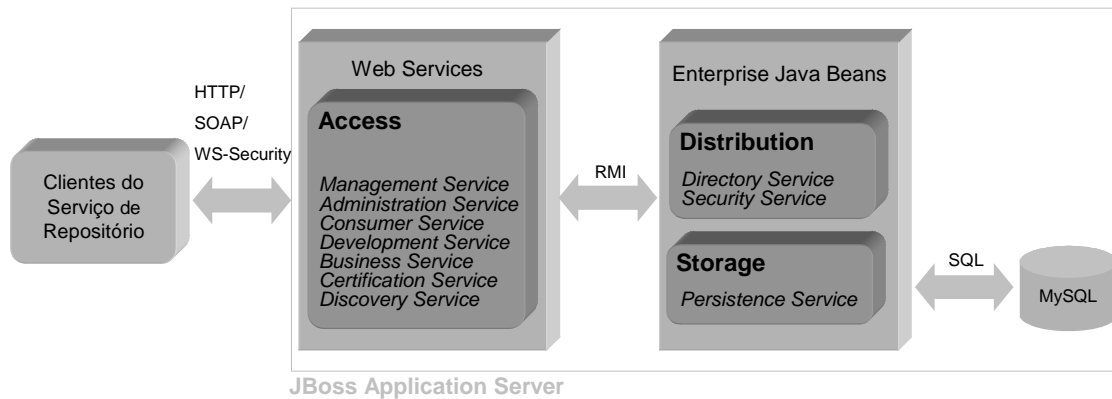 HTTP/
SOAP/
WS-Security
Clientes do
Serviço de
Repositório
Web Services
Access
Management Service
Administration Service
Consumer Service
Development Service
Business Service
Certification Service
Discovery Service
RMI
Enterprise Java Beans
Distribution
Directory Service
Security Service
Storage
Persistence Service
SQL
MySQL
JBoss Application Server